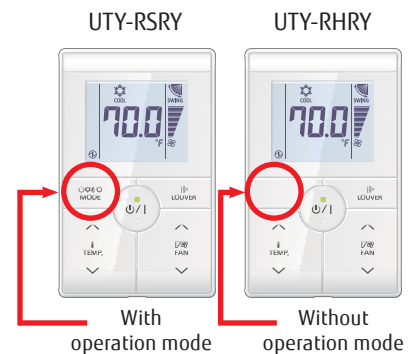 UTY-RSRY
UTY-RHRY
COOL
SWING
70.0
°F
MODE
LOUVER
TEMP.
FAN
COOL
SWING
70.0
°F
LOUVER
TEMP.
FAN
With
operation mode
Without
operation mode